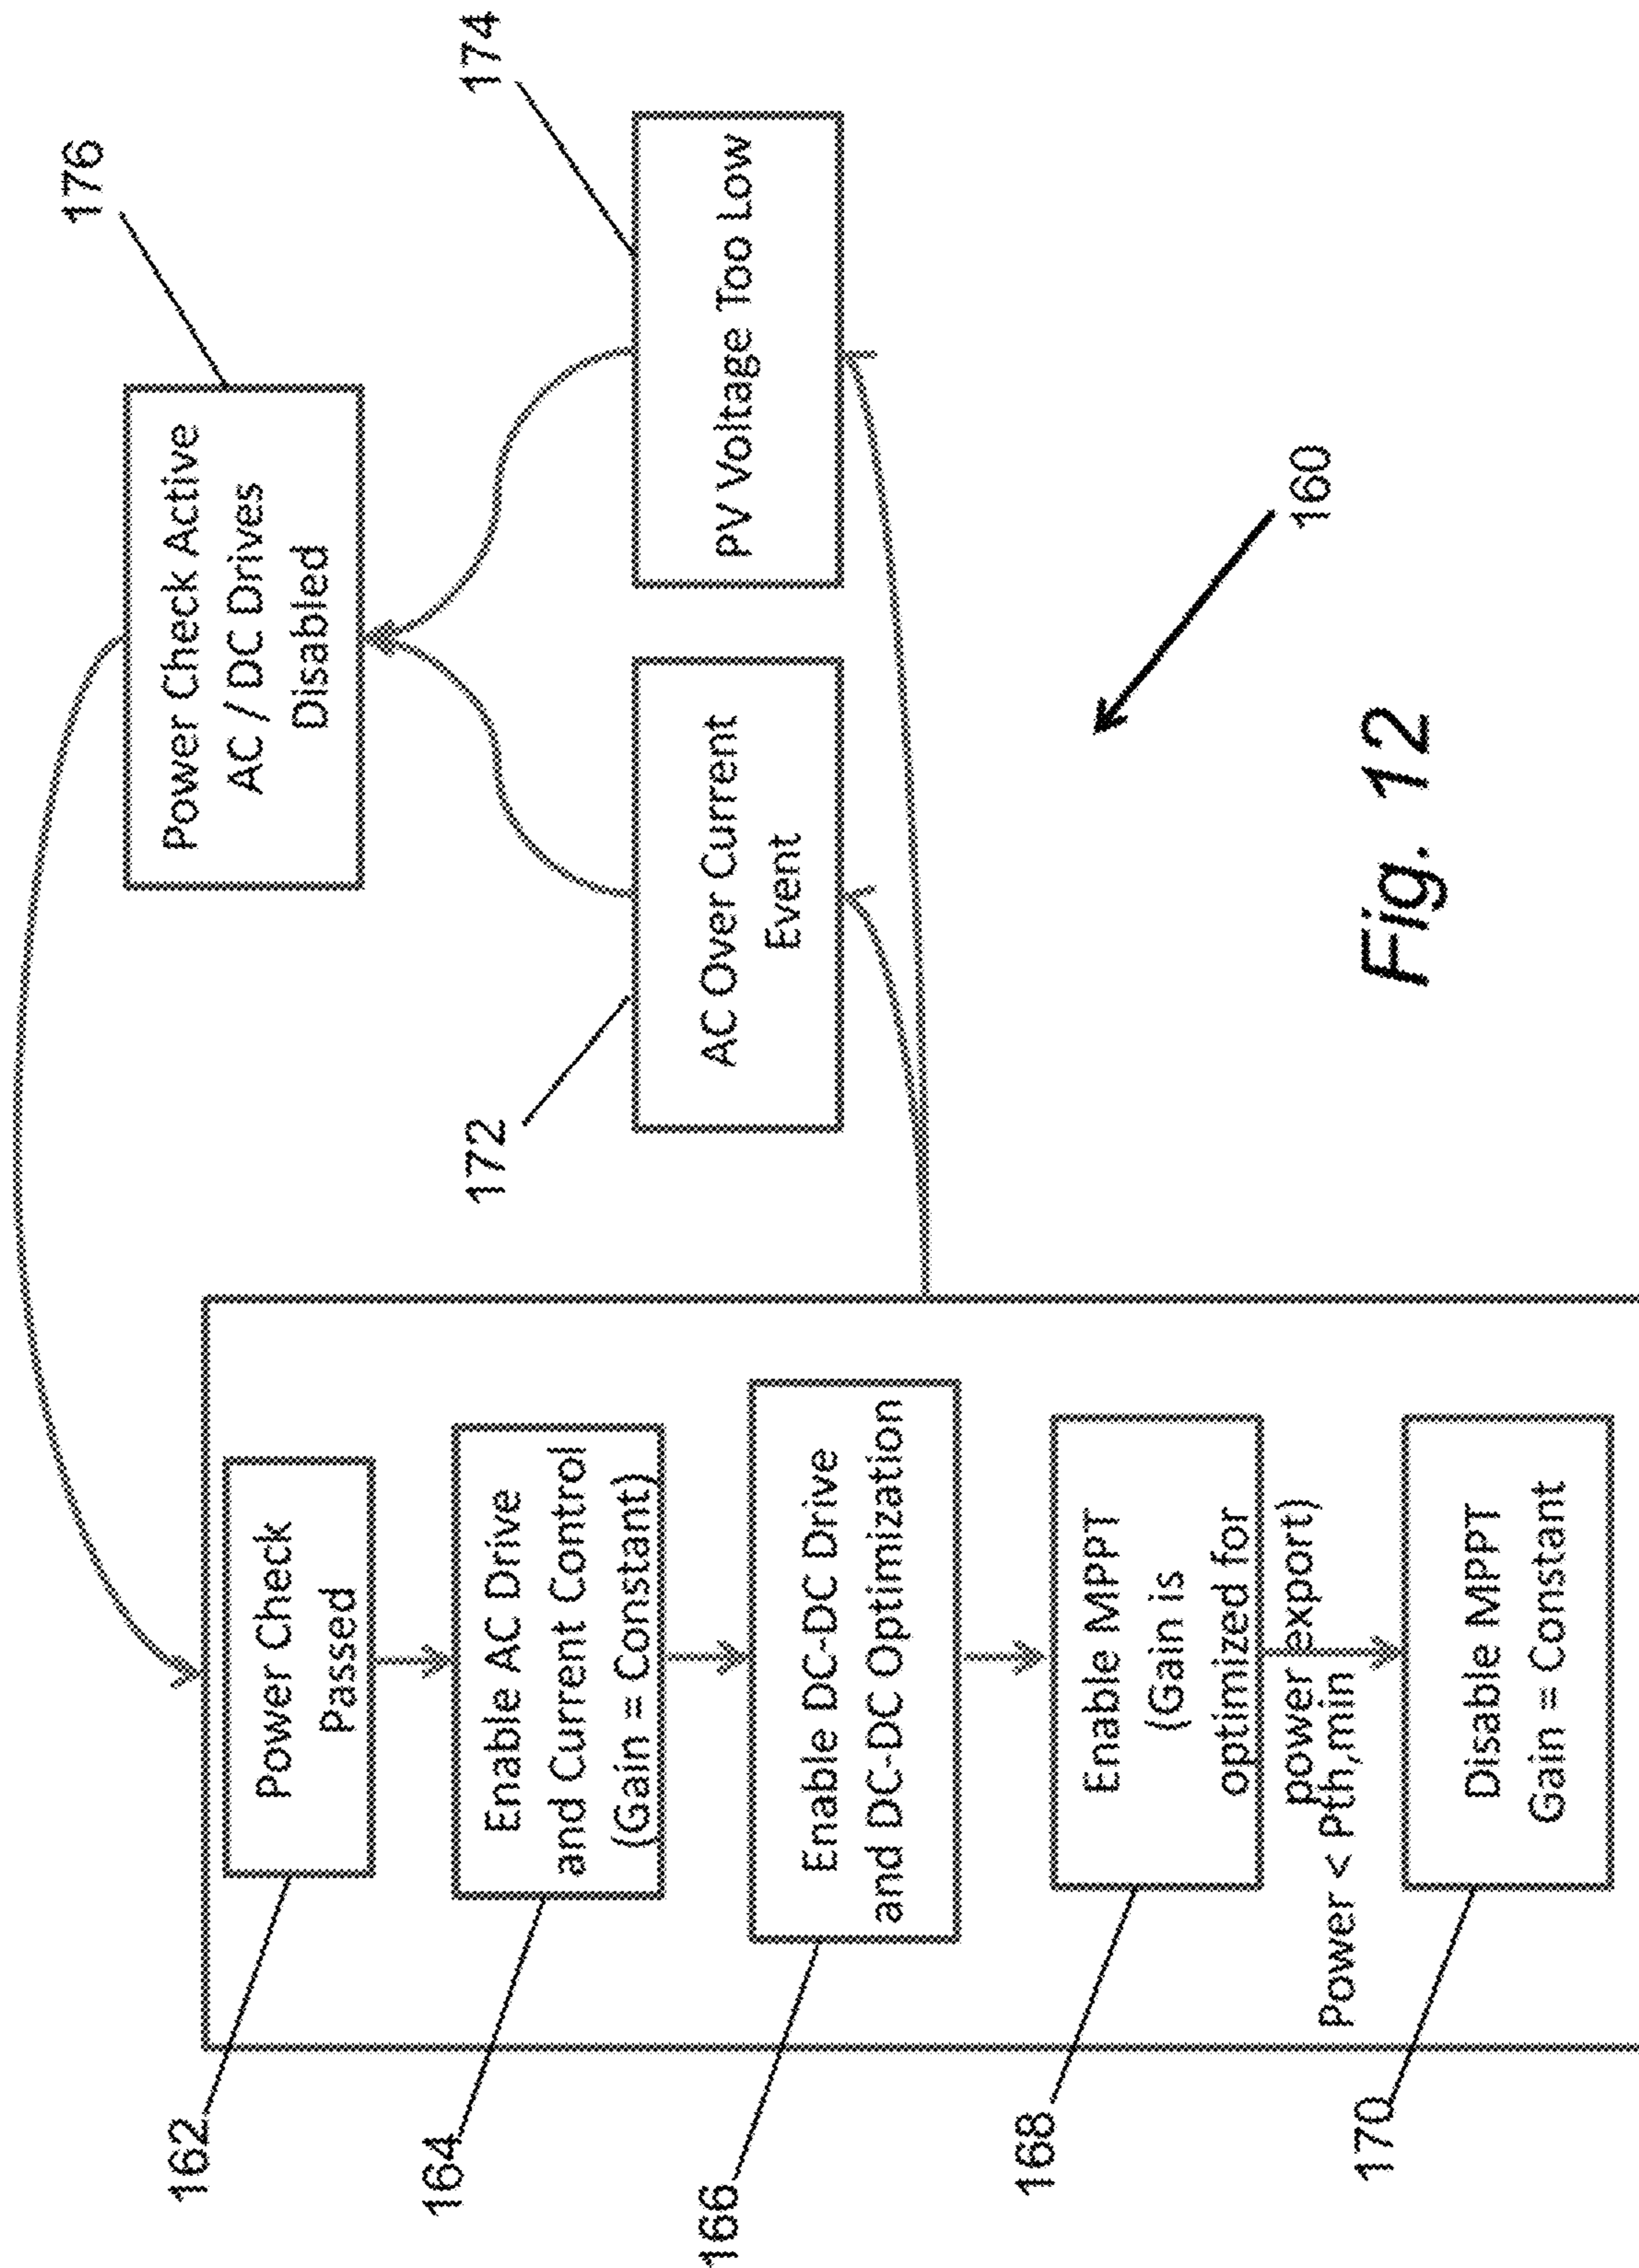 176
Power Check Active
AC / DC Drives
Disabled
174
PV Voltage Too Low
172
AC Over Current
Event
162
Power Check
Passed
164
Enable AC Drive
and Current Control
(Gain = Constant)
166
Enable DC-DC Drive
and DC-DC Optimization
168
Enable MPPT
(Gain is
optimized for
power export)
Power < Pth,min
170
Disable MPPT
Gain = Constant
160
Fig. 12